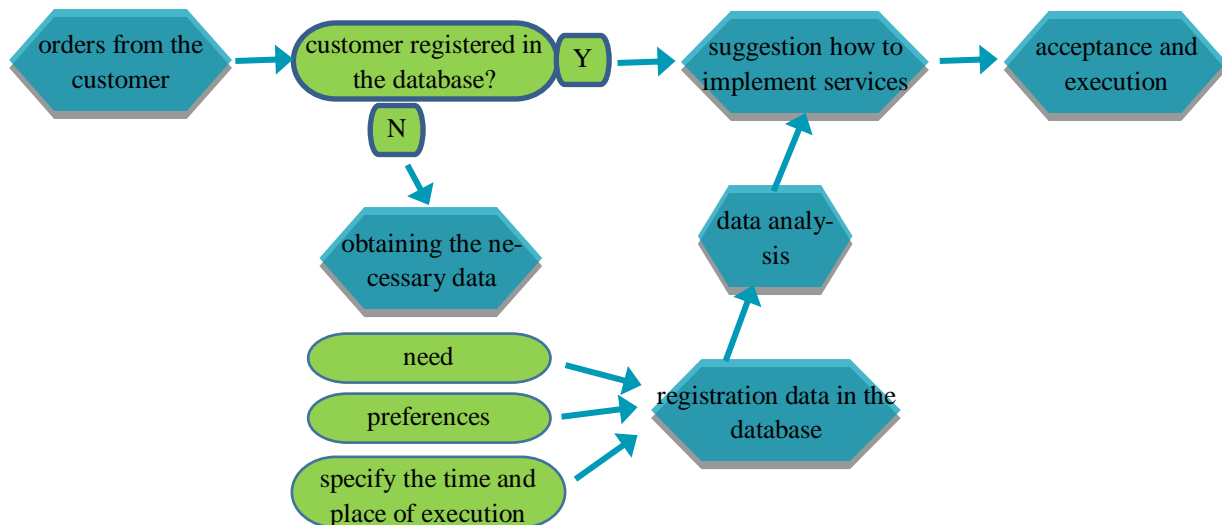 orders from the
customer
customer registered in
the database?
Y
suggestion how to
implement services
acceptance and
execution
N
obtaining the ne-
cessary data
data analy-
sis
need
preferences
specify the time and
place of execution
registration data in the
database